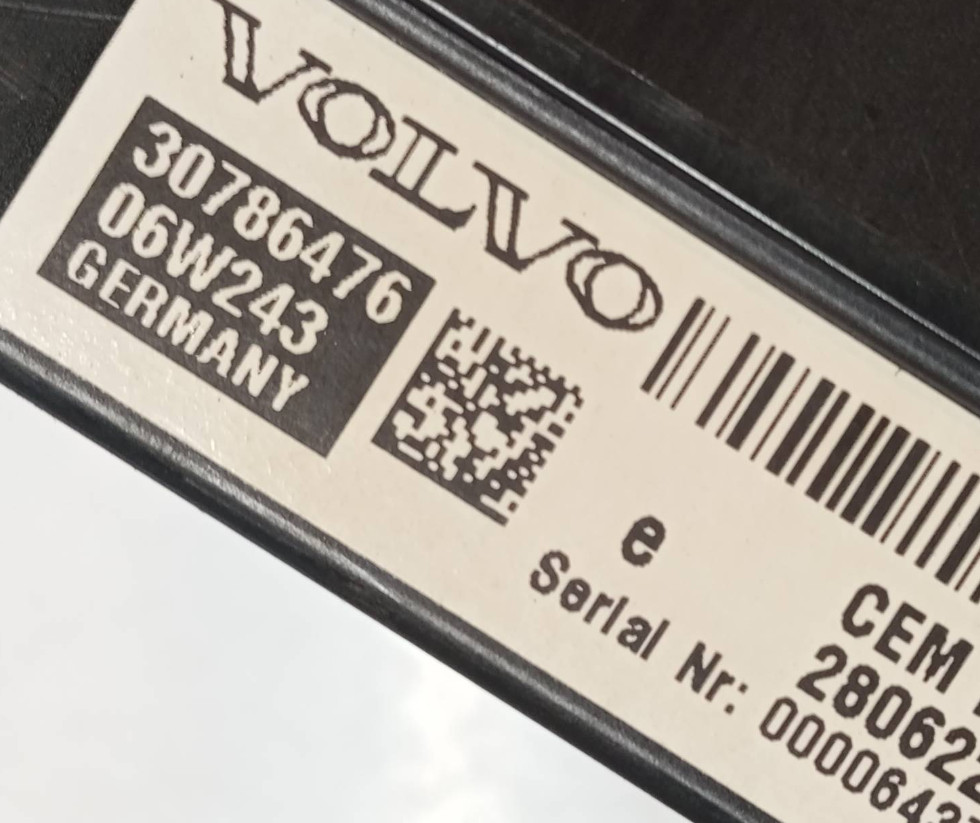 VOLVO
30786476
06W243
GERMANY
e
CEM
Serial Nr: